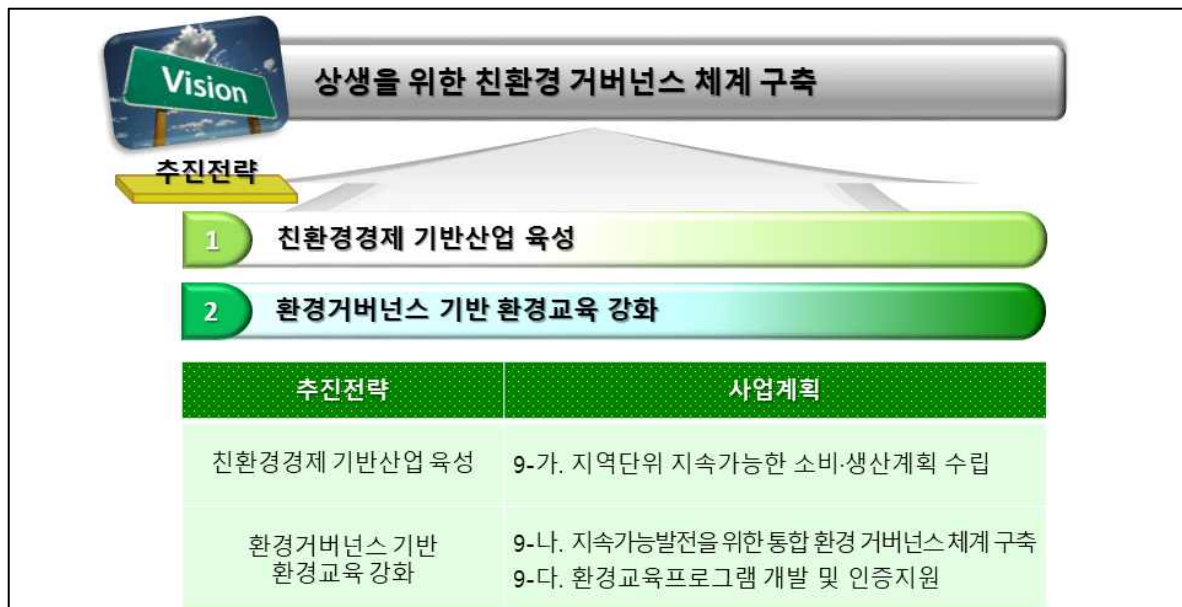 Vision
상생을 위한 친환경 거버넌스 체계 구축
추진전략
1 친환경경제 기반산업 육성
2 환경거버넌스 기반 환경교육 강화
추진전략 사업계획
친환경경제 기반산업 육성 9-가. 지역단위 지속가능한 소비·생산계획 수립
환경거버넌스 기반
환경교육 강화
9-나. 지속가능발전을 위한 통합 환경 거버넌스 체계 구축
9-다. 환경교육프로그램 개발 및 인증지원